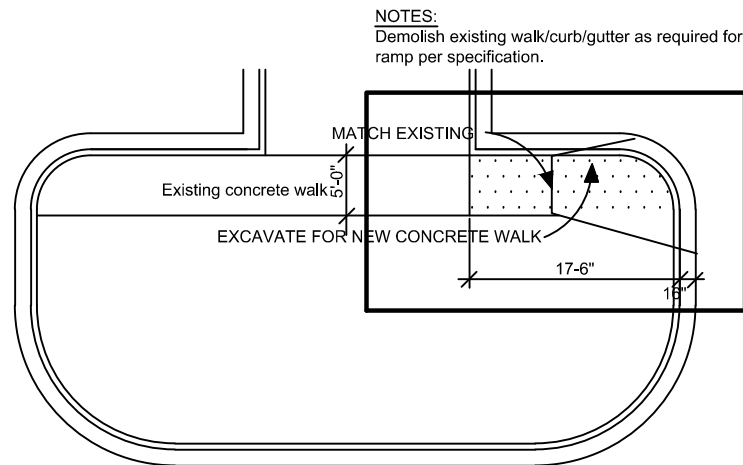 NOTES:
Demolish existing walk/curb/gutter as required for
ramp per specification.
MATCH EXISTING
Existing concrete walk
5'-0"
EXCAVATE FOR NEW CONCRETE WALK
17-6"
16"